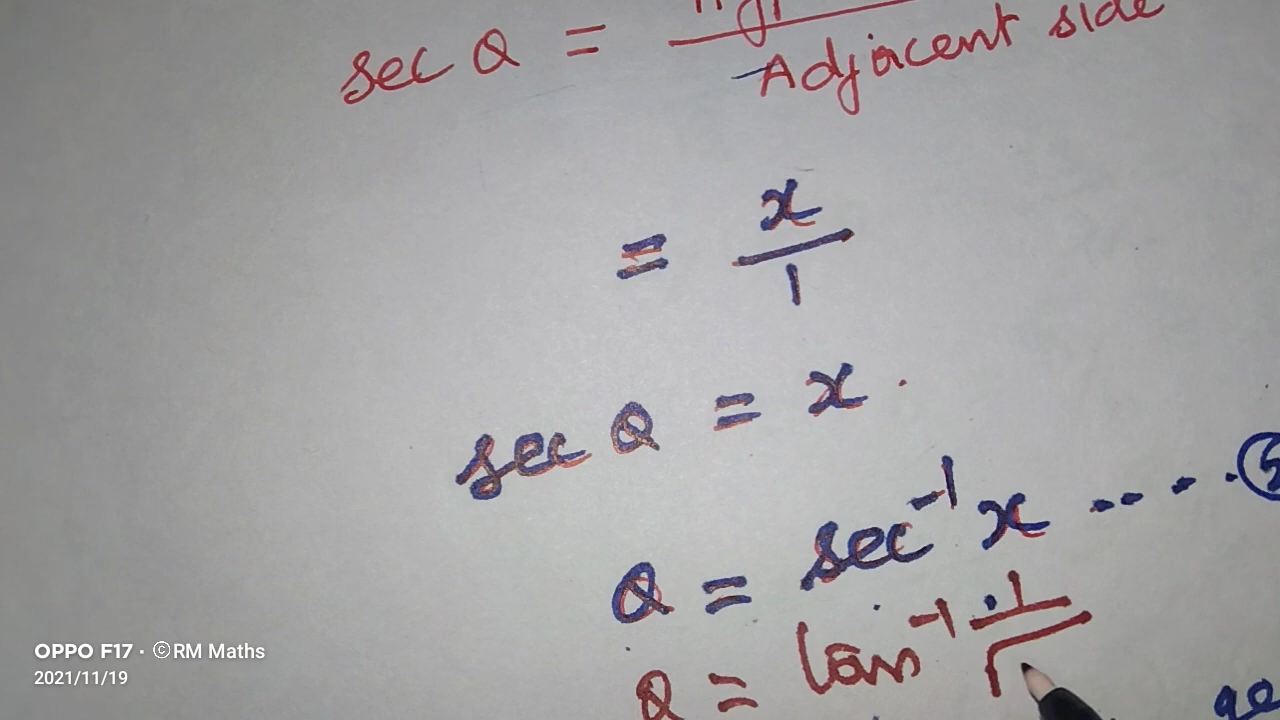 sec Q =
Adjacent side
= x/1
sec Q = x.
Q = sec⁻¹ x ..... 
Q = tan⁻¹ 1/√
OPPO F17 · ©RM Maths
2021/11/19